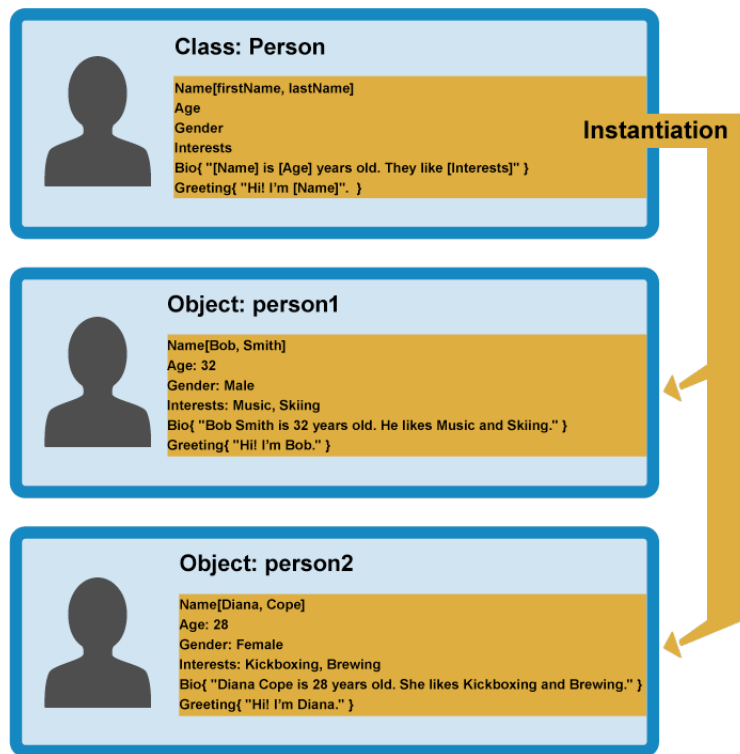 Class: Person
Name[firstName, lastName]
Age
Gender
Interests
Bio{ "[Name] is [Age] years old. They like [Interests]" }
Greeting{ "Hi! I’m [Name]".  }
Instantiation
Object: person1
Name[Bob, Smith]
Age: 32
Gender: Male
Interests: Music, Skiing
Bio{ "Bob Smith is 32 years old. He likes Music and Skiing." }
Greeting{ "Hi! I’m Bob." }
Object: person2
Name[Diana, Cope]
Age: 28
Gender: Female
Interests: Kickboxing, Brewing
Bio{ "Diana Cope is 28 years old. She likes Kickboxing and Brewing." }
Greeting{ "Hi! I’m Diana." }